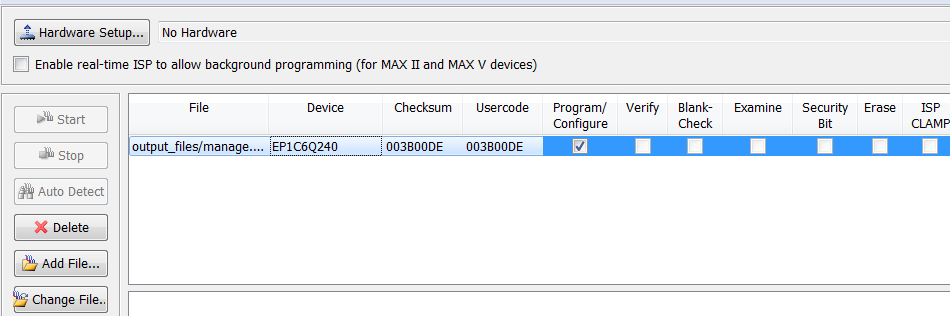 Hardware Setup... No Hardware
Enable real-time ISP to allow background programming (for MAX II and MAX V devices)
File Device Checksum Usercode Program/ Verify Blank- Examine Security Erase ISP
Configure Check Bit CLAMP
Start
Stop
Auto Detect
Delete
Add File...
Change File..
output_files/manage.... EP1C6Q240 003B00DE 003B00DE